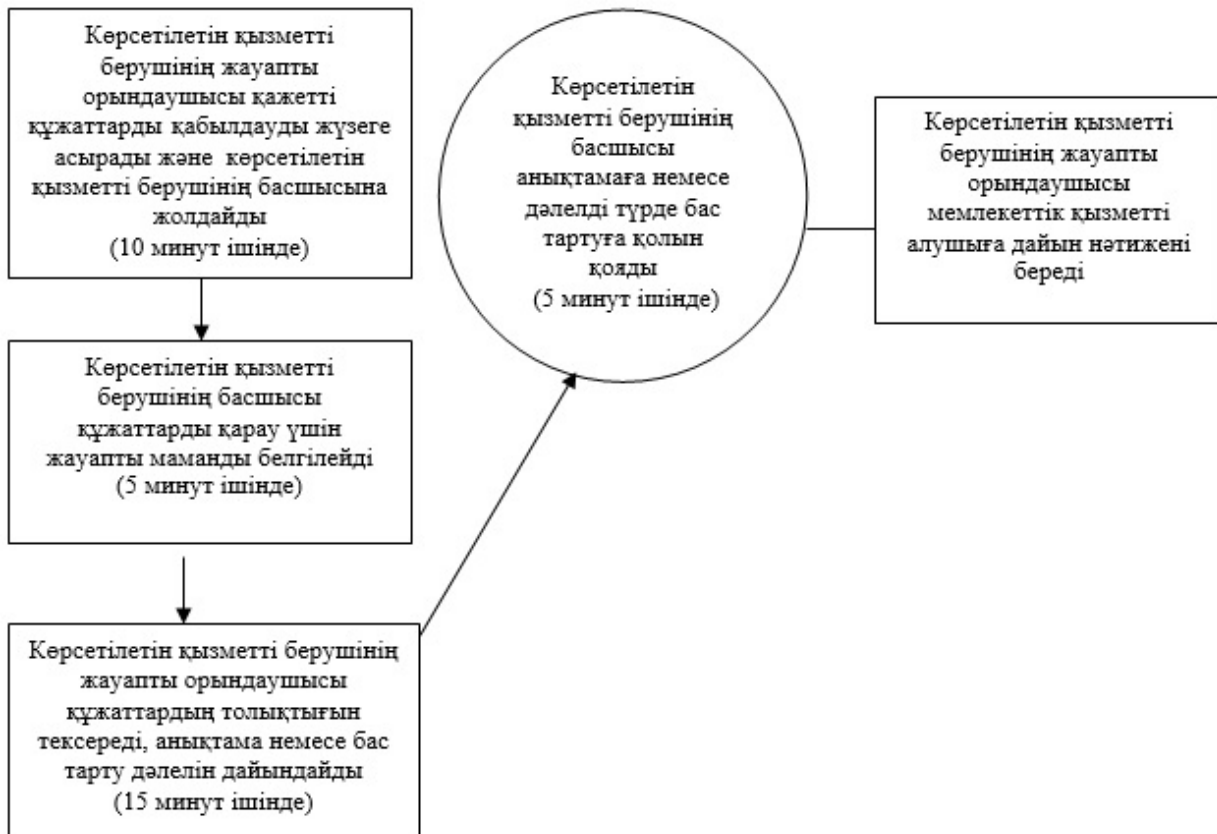 Көрсетілетін қызметті
берушінің жауапты
орындаушысы қажетті
құжаттарды қабылдауды жүзеге
асырады және көрсетілетін
қызметті берушінің басшысына
жолдайды
(10 минут ішінде)
Көрсетілетін қызметті
берушінің басшысы
құжаттарды қарау үшін
жауапты маманды белгілейді
(5 минут ішінде)
Көрсетілетін қызметті берушінің
жауапты орындаушысы
құжаттардың толықтығын
тексереді, анықтама немесе бас
тарту дәлелін дайындайды
(15 минут ішінде)
Көрсетілетін
қызметті берушінің
басшысы
анықтамаға немесе
дәлелді түрде бас
тартуға қолын
қояды
(5 минут ішінде)
Көрсетілетін қызметті
берушінің жауапты
орындаушысы
мемлекеттік қызметті
алушыға дайын нәтижені
береді